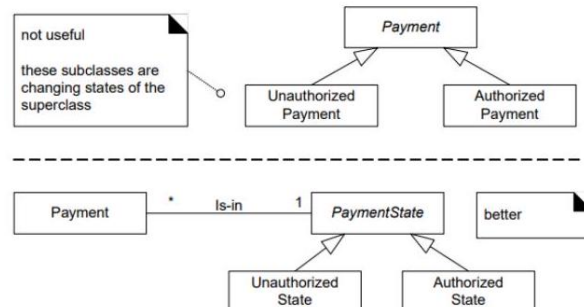 not useful
these subclasses are
changing states of the
superclass
Payment
Unauthorized
Payment
Authorized
Payment
Payment
* Is-in 1
PaymentState
better
Unauthorized
State
Authorized
State